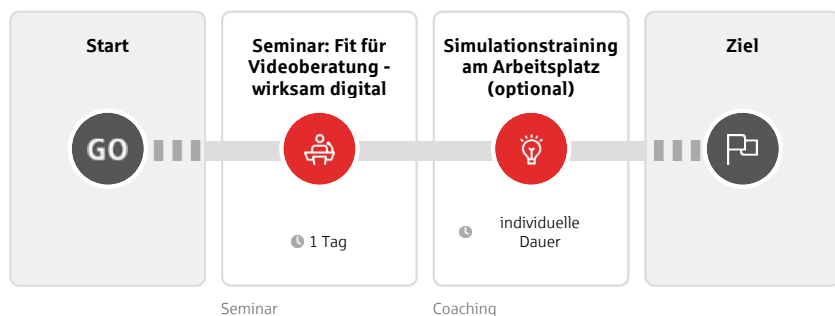 Start
Seminar: Fit für
Videoberatung -
wirksam digital
Simulationstraining
am Arbeitsplatz
(optional)
Ziel
GO
1 Tag
individuelle
Dauer
Seminar
Coaching